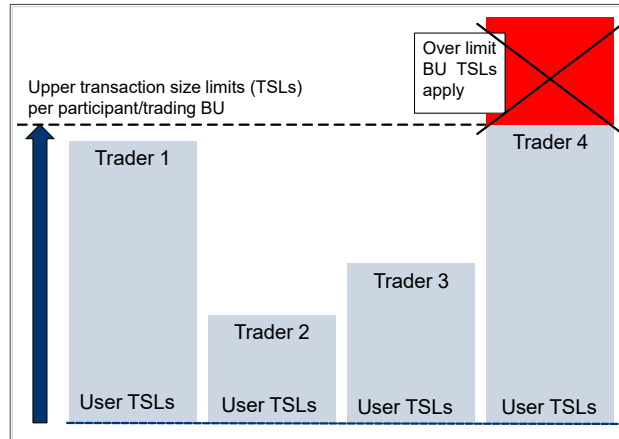 Over limit
BU TSLs
apply
Upper transaction size limits (TSLs)
per participant/trading BU
Trader 1
Trader 4
Trader 3
Trader 2
User TSLs
User TSLs
User TSLs
User TSLs